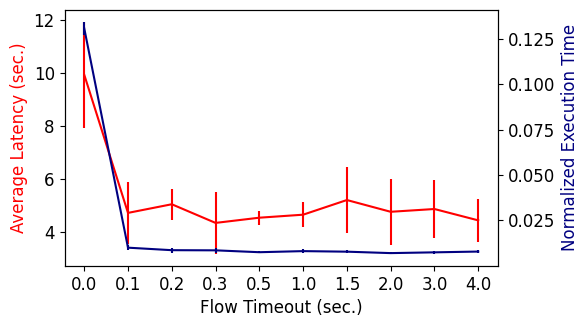 Average Latency (sec.)
12
10
8
6
4
0.125
0.100
0.075
0.050
0.025
Normalized Execution Time
0.0 0.1 0.2 0.3 0.5 1.0 1.5 2.0 3.0 4.0
Flow Timeout (sec.)